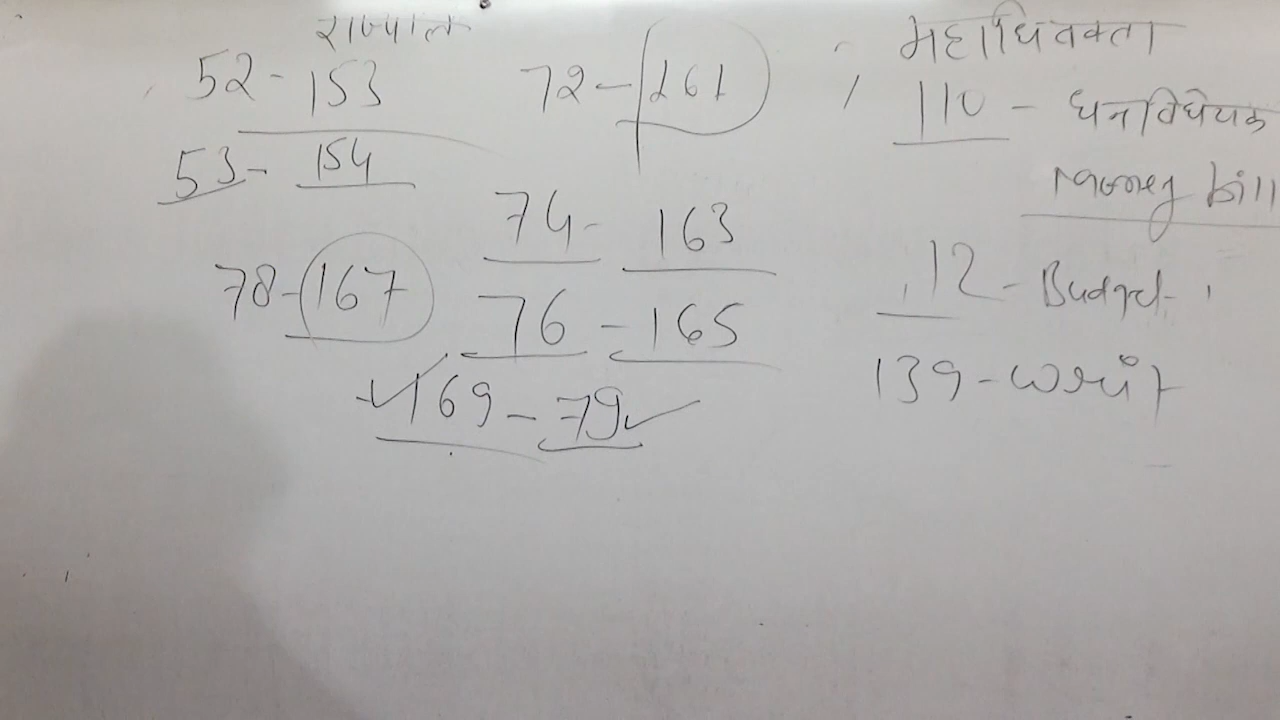 राज्यपाल
52 - 153
53 - 154
78 - 167
72 - 161
74 - 163
76 - 165
169 - 79
महाधिवक्ता
110 - धनविधेयक
money bill
112 - Budget
139 - writ